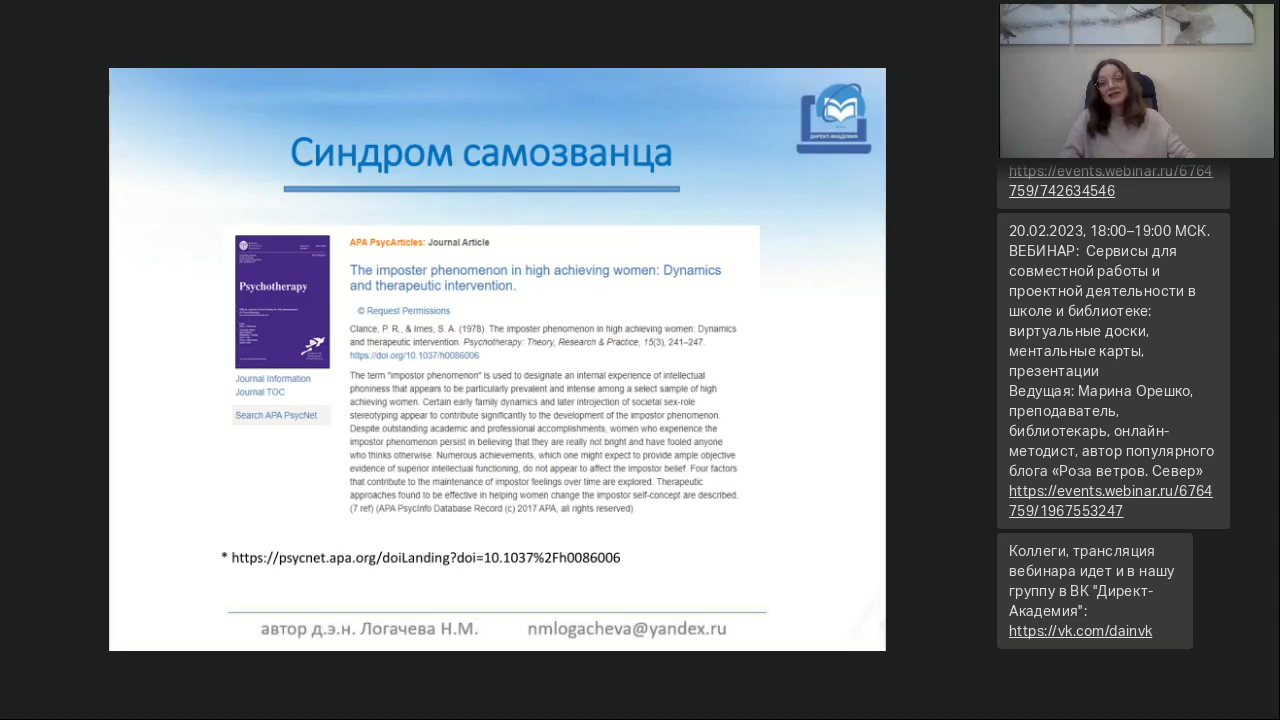 Синдром самозванца
ДИРЕКТ-АКАДЕМИЯ
Psychotherapy
Journal Information
Journal TOC
Search APA PsycNet
APA PsycArticles: Journal Article
The imposter phenomenon in high achieving women: Dynamics
and therapeutic intervention.
© Request Permissions
Clance, P. R., & Imes, S. A. (1978). The imposter phenomenon in high achieving women: Dynamics
and therapeutic intervention. Psychotherapy: Theory, Research & Practice, 15(3), 241–247.
https://doi.org/10.1037/h0086006
The term "impostor phenomenon" is used to designate an internal experience of intellectual
phoniness that appears to be particularly prevalent and intense among a select sample of high
achieving women. Certain early family dynamics and later introjection of societal sex-role
stereotyping appear to contribute significantly to the development of the impostor phenomenon.
Despite outstanding academic and professional accomplishments, women who experience the
impostor phenomenon persist in believing that they are really not bright and have fooled anyone
who thinks otherwise. Numerous achievements, which one might expect to provide ample objective
evidence of superior intellectual functioning, do not appear to affect the impostor belief. Four factors
that contribute to the maintenance of impostor feelings over time are explored. Therapeutic
approaches found to be effective in helping women change the impostor self-concept are described.
(7 ref) (APA PsycInfo Database Record (c) 2017 APA, all rights reserved)
* https://psycnet.apa.org/doiLanding?doi=10.1037%2Fh0086006
автор д.э.н. Логачева Н.М. nmlogacheva@yandex.ru
https://events.webinar.ru/6764
759/742634546
20.02.2023, 18:00–19:00 МСК.
ВЕБИНАР: Сервисы для
совместной работы и
проектной деятельности в
школе и библиотеке:
виртуальные доски,
ментальные карты,
презентации
Ведущая: Марина Орешко,
преподаватель,
библиотекарь, онлайн-
методист, автор популярного
блога «Роза ветров. Север»
https://events.webinar.ru/6764
759/1967553247
Коллеги, трансляция
вебинара идет и в нашу
группу в ВК "Директ-
Академия":
https://vk.com/dainvk